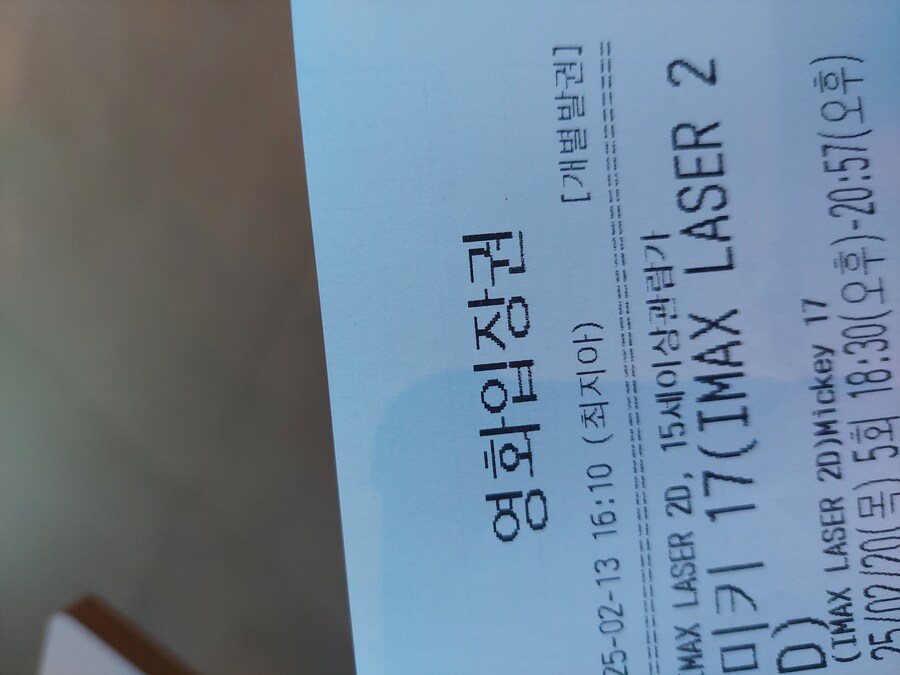 영화입장권
[개별발권]
25-02-13 16:10 (최지아)
================================
IMAX LASER 2D, 15세이상관람가
미키 17(IMAX LASER 2
D)
(IMAX LASER 2D)Mickey 17
25/02/20(목) 5회 18:30(오후)-20:57(오후)